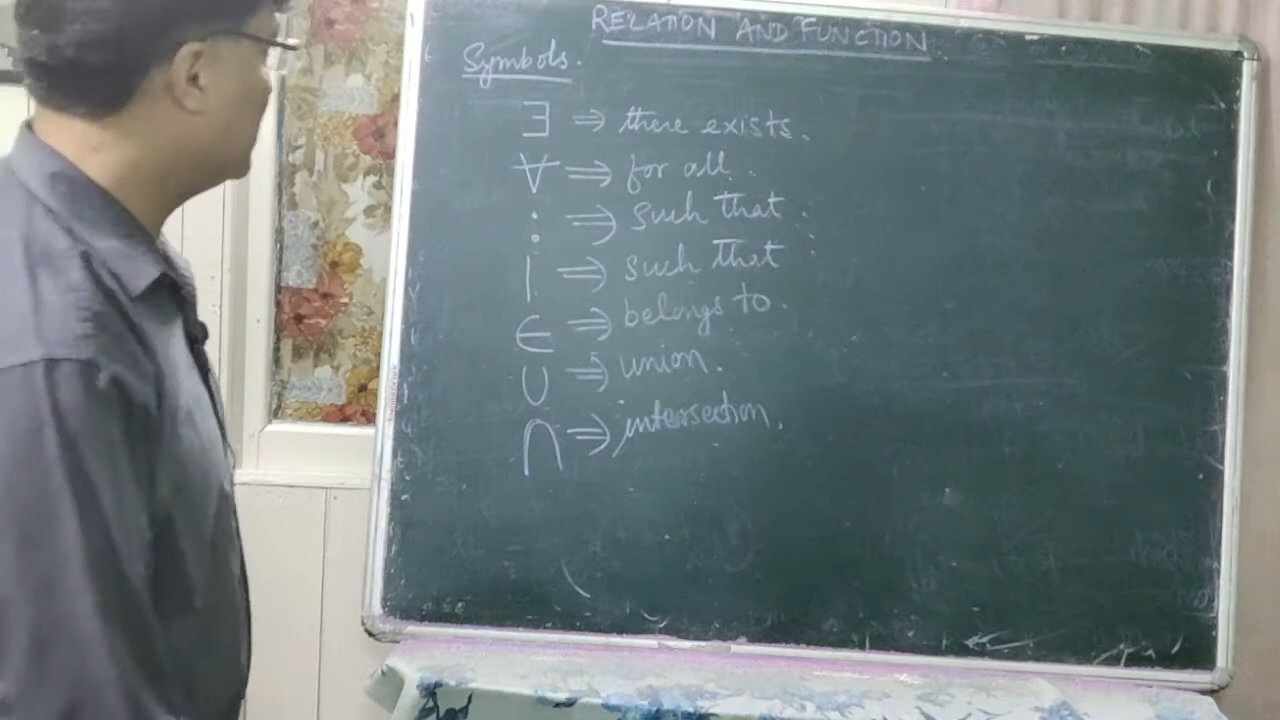 RELATION AND FUNCTION
Symbols.
∃ ⇒ there exists.
∀ ⇒ for all.
: ⇒ such that :
| ⇒ such that :
∈ ⇒ belongs to.
∪ ⇒ union.
∩ ⇒ intersection.